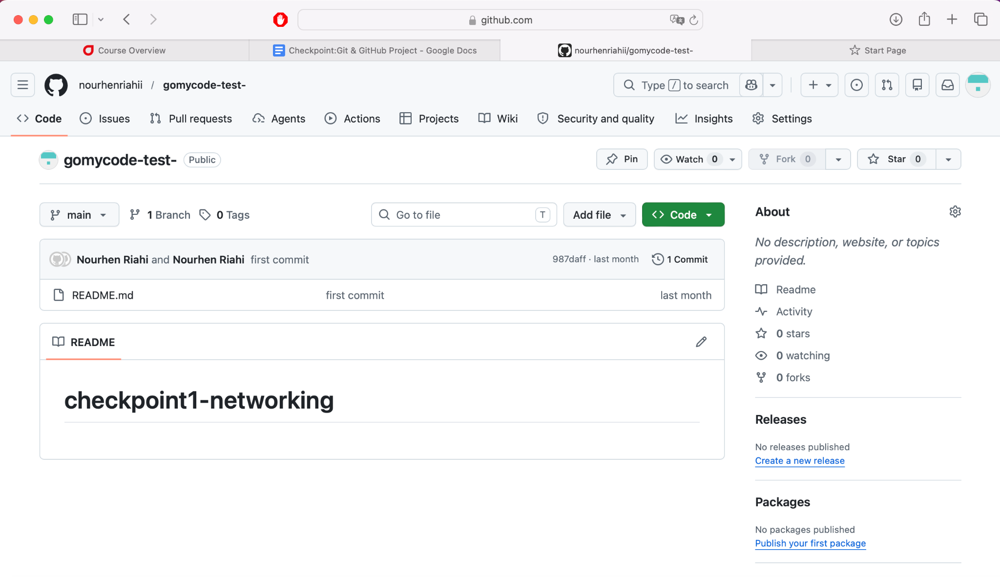 github.com
Course Overview
Checkpoint:Git & GitHub Project - Google Docs
nourhenriahii/gomycode-test-
Start Page
nourhenriahii / gomycode-test-
Type / to search
Code
Issues
Pull requests
Agents
Actions
Projects
Wiki
Security and quality
Insights
Settings
gomycode-test- Public
Pin
Watch 0
Fork 0
Star 0
main
1 Branch
0 Tags
Go to file T
Add file
Code
Nourhen Riahi and Nourhen Riahi first commit
987daff · last month
1 Commit
README.md
first commit
last month
README
checkpoint1-networking
About
No description, website, or topics
provided.
Readme
Activity
0 stars
0 watching
0 forks
Releases
No releases published
Create a new release
Packages
No packages published
Publish your first package